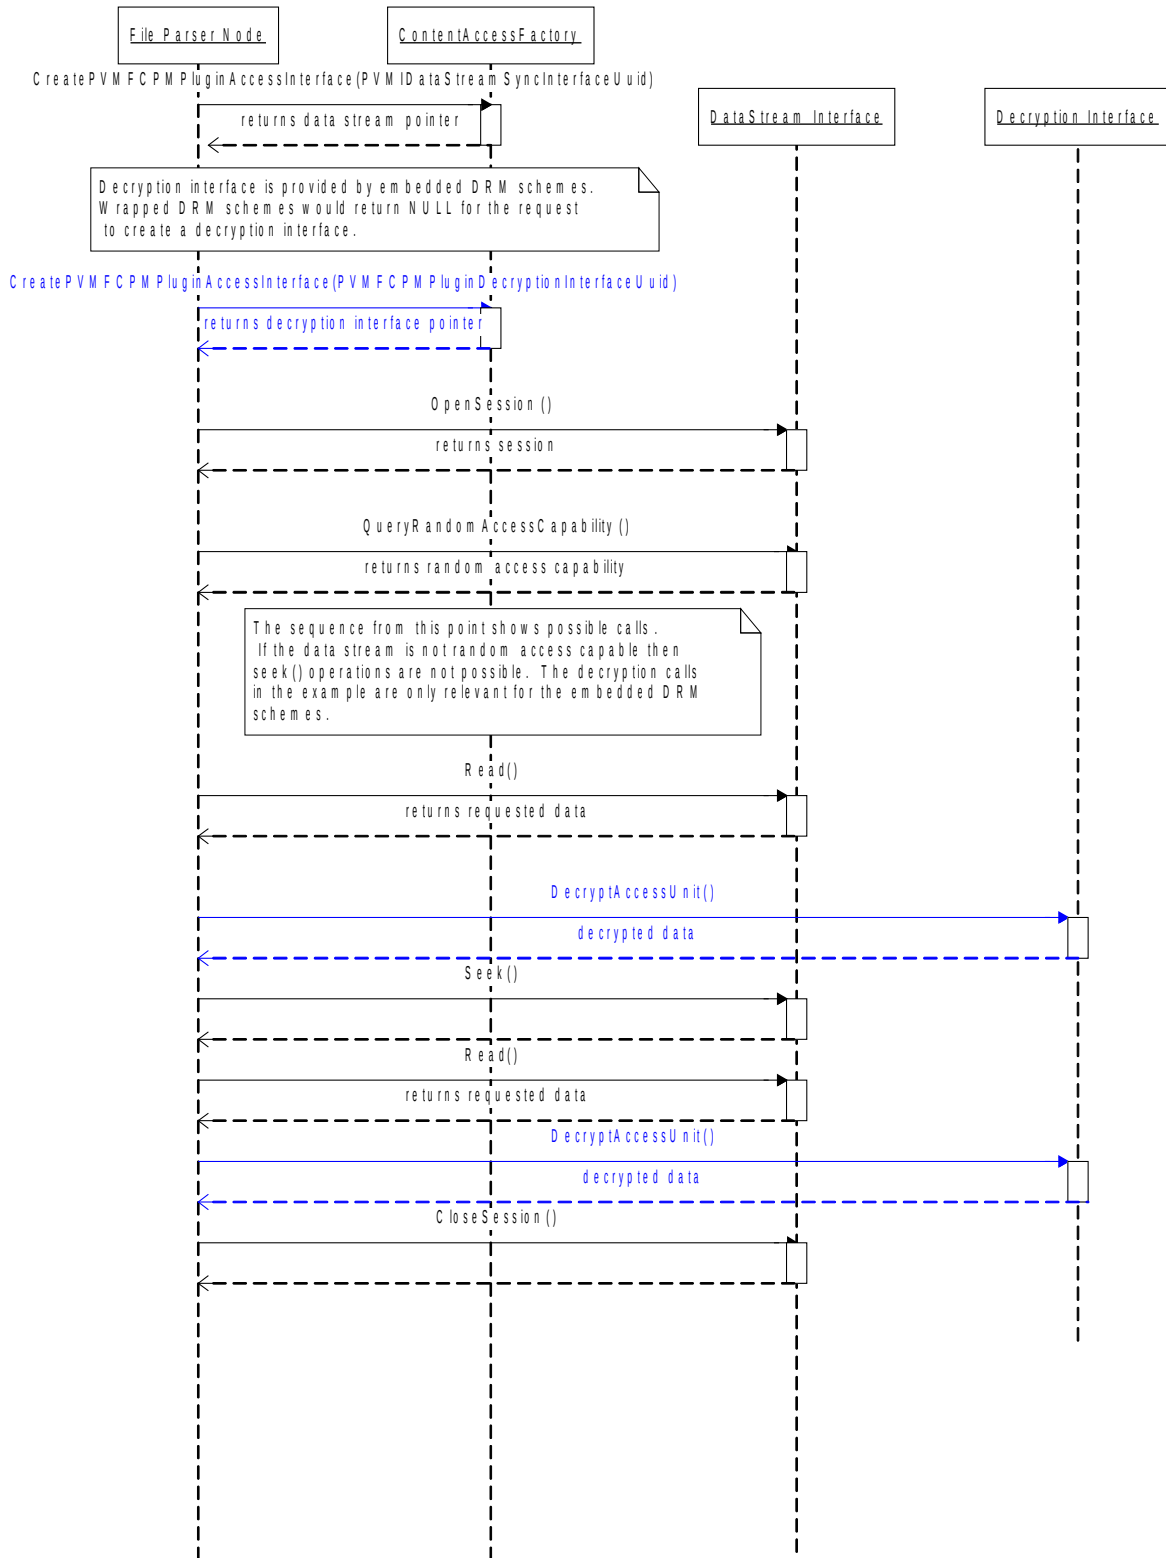 File Parser Node
ContentAccessFactory
CreatePVMFCPMPluginAccessInterface(PVMIDataStreamSyncInterfaceUuid)
DataStream Interface
Decryption Interface
returns data stream pointer
Decryption interface is provided by embedded DRM schemes.
Wrapped DRM schemes would return NULL for the request
to create a decryption interface.
CreatePVMFCPMPluginAccessInterface(PVMFCPMPluginDecryptionInterfaceUuid)
returns decryption interface pointer
OpenSession()
returns session
QueryRandomAccessCapability()
returns random access capability
The sequence from this point shows possible calls.
If the data stream is not random access capable then
seek() operations are not possible. The decryption calls
in the example are only relevant for the embedded DRM
schemes.
Read()
returns requested data
DecryptAccessUnit()
decrypted data
Seek()
Read()
returns requested data
DecryptAccessUnit()
decrypted data
CloseSession()